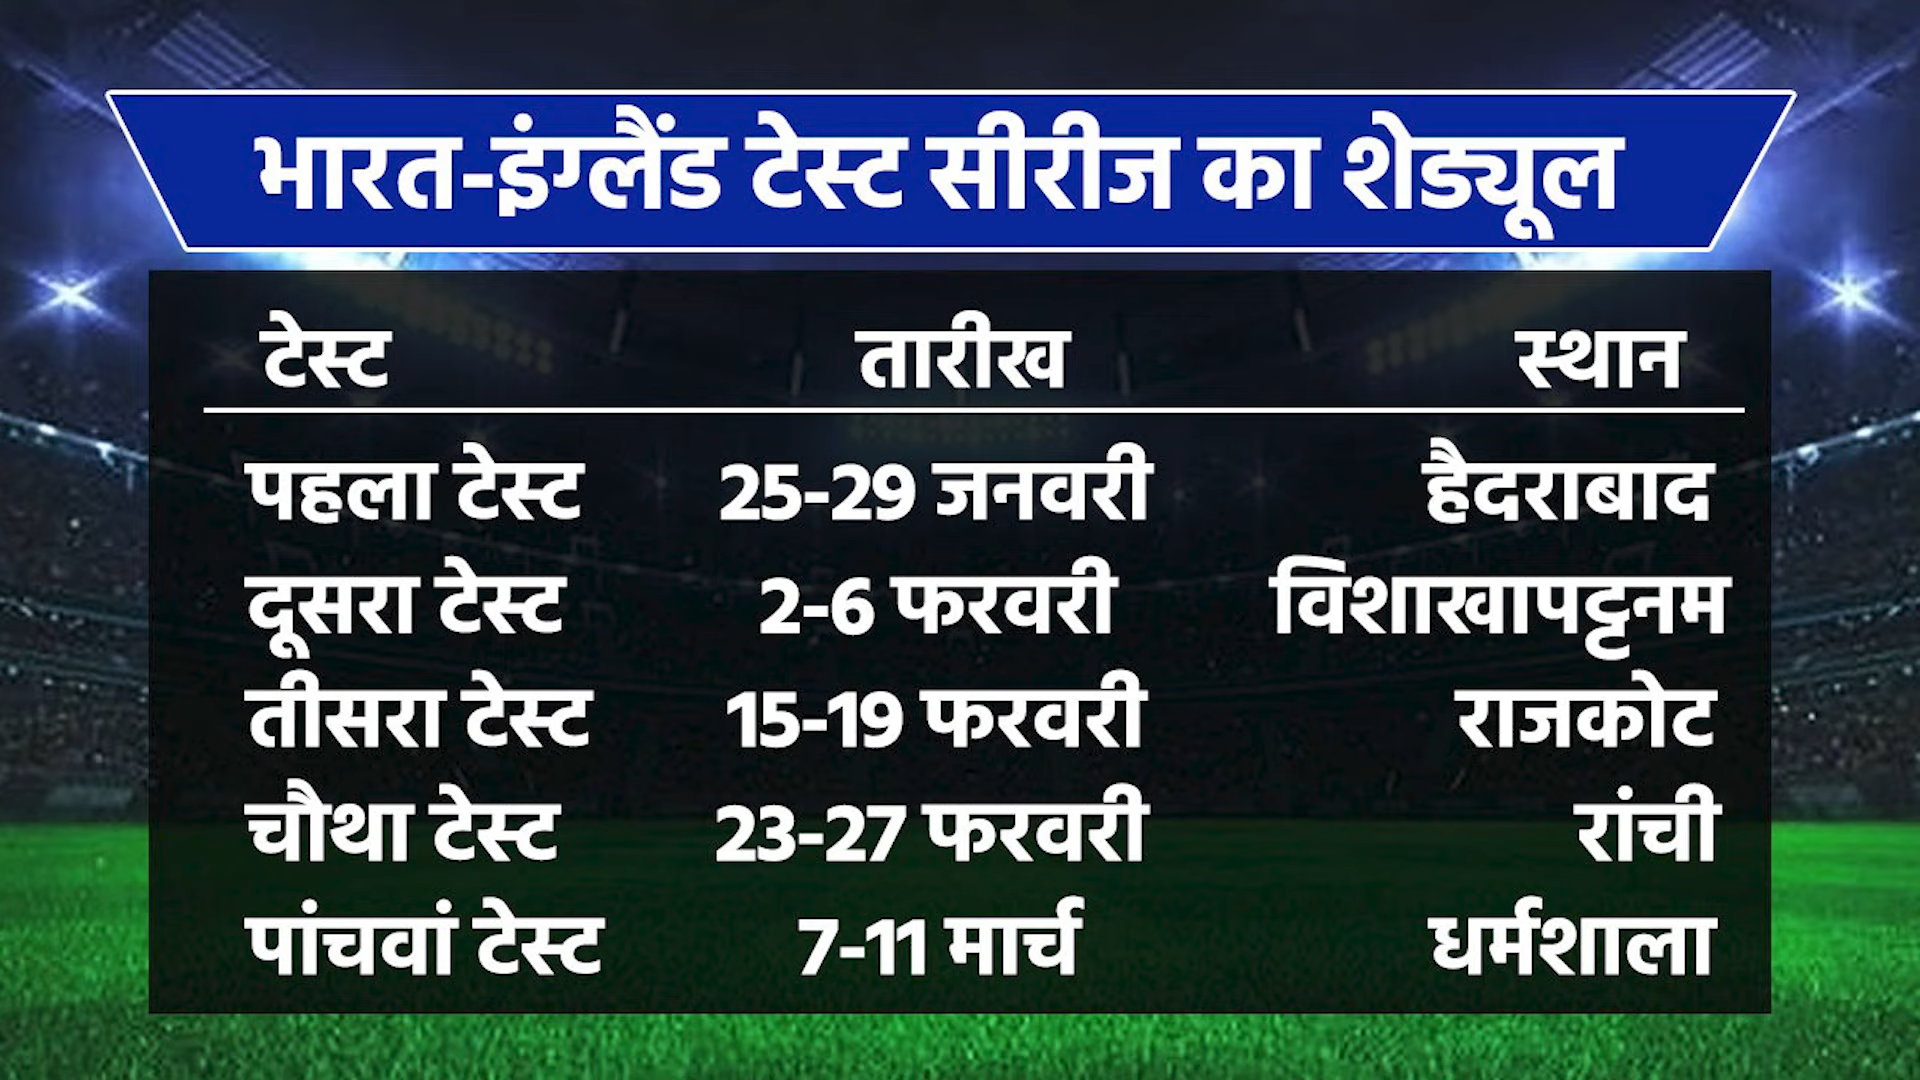 भारत-इंग्लैंड टेस्ट सीरीज का शेड्यूल
टेस्ट तारीख स्थान
पहला टेस्ट 25-29 जनवरी हैदराबाद
दूसरा टेस्ट 2-6 फरवरी विशाखापट्टनम
तीसरा टेस्ट 15-19 फरवरी राजकोट
चौथा टेस्ट 23-27 फरवरी रांची
पांचवां टेस्ट 7-11 मार्च धर्मशाला